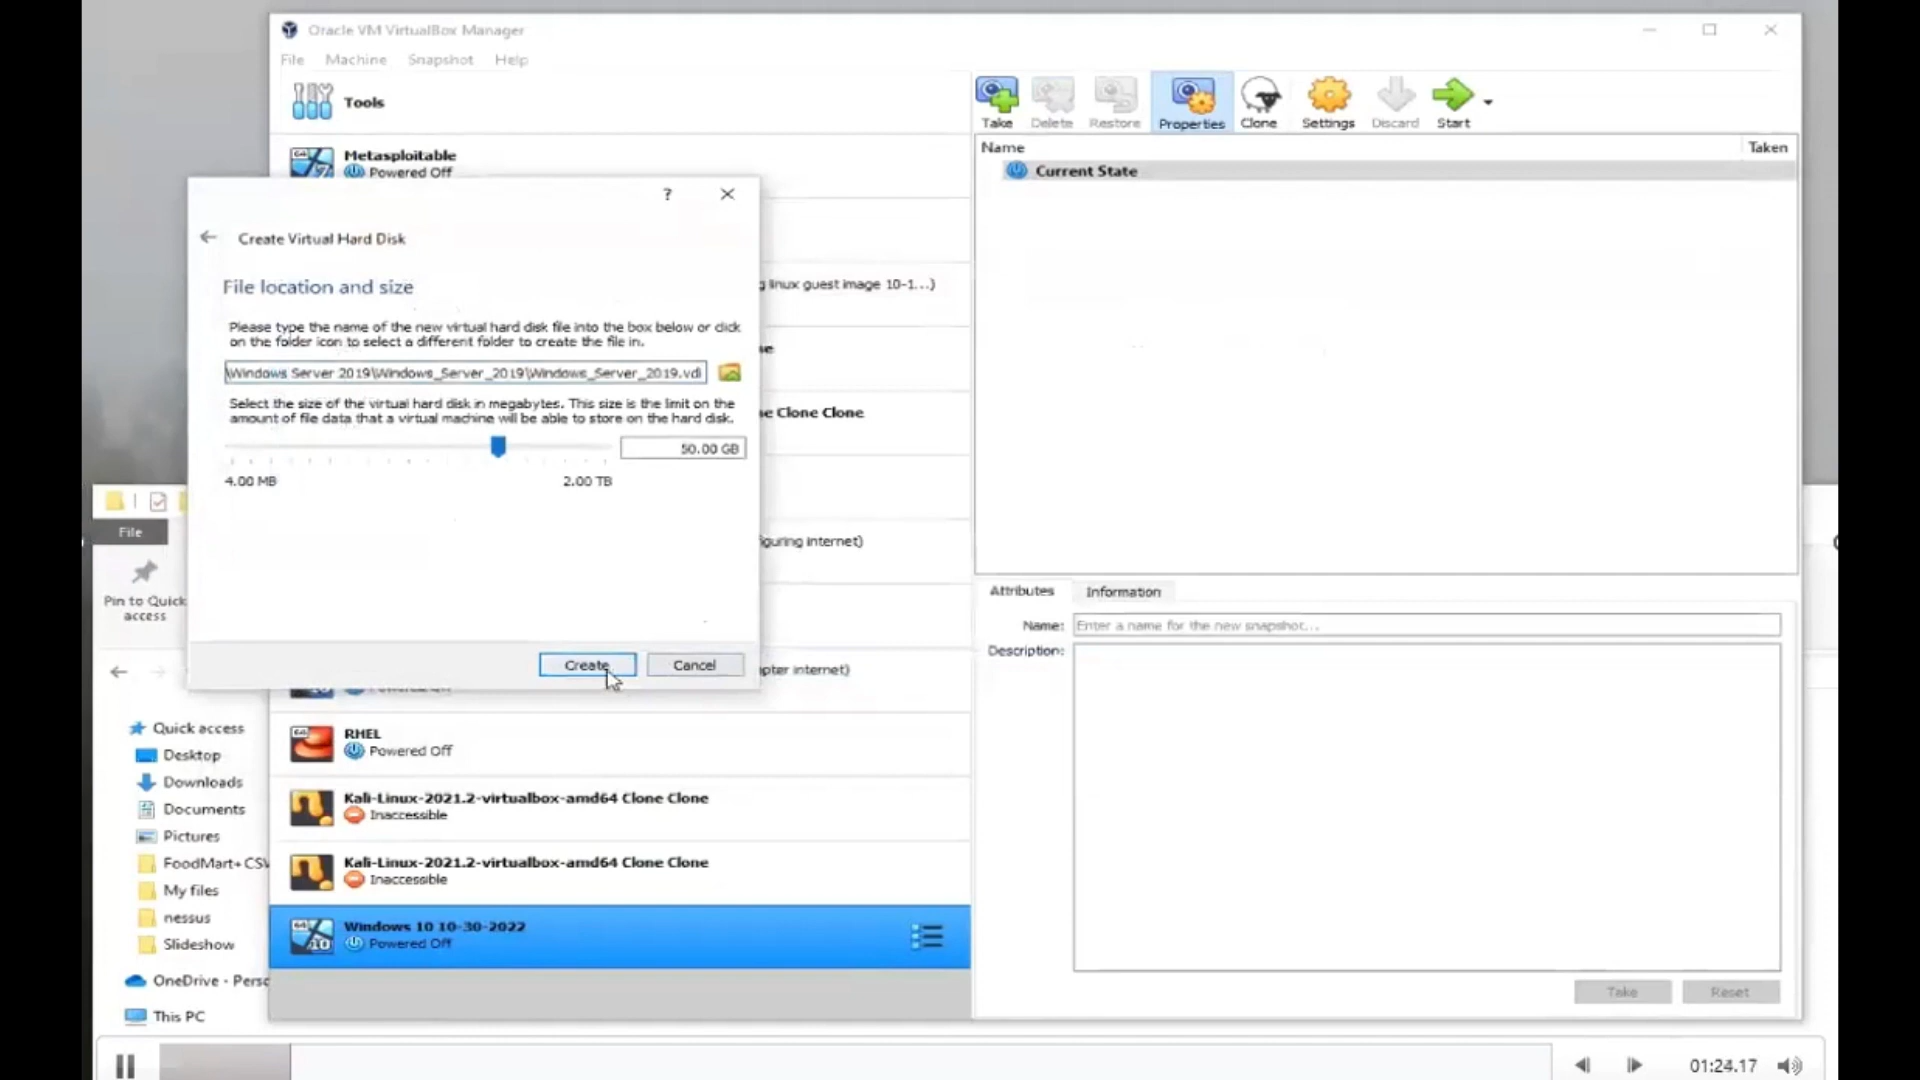 Oracle VM VirtualBox Manager
File Machine Snapshot Help
Tools
Take Delete Restore Properties Clone Settings Discard Start
Metasploitable
Powered Off
Name Taken
Current State
?
Create Virtual Hard Disk
File location and size
Please type the name of the new virtual hard disk file into the box below or click
on the folder icon to select a different folder to create the file in.
\Windows Server 2019\Windows_Server_2019\Windows_Server_2019.vdi
Select the size of the virtual hard disk in megabytes. This size is the limit on the
amount of file data that a virtual machine will be able to store on the hard disk.
50.00 GB
4.00 MB 2.00 TB
Create Cancel
g linux guest image 10-1...)
Clone Clone
guring internet)
pter internet)
RHEL
Powered Off
Kali-Linux-2021.2-virtualbox-amd64 Clone Clone
Inaccessible
Kali-Linux-2021.2-virtualbox-amd64 Clone Clone
Inaccessible
Windows 10 10-30-2022
Powered Off
Attributes Information
Name: Enter a name for the new snapshot...
Description:
Take Reset
File
Pin to Quick
access
Quick access
Desktop
Downloads
Documents
Pictures
FoodMart+ CSV
My files
nessus
Slideshow
OneDrive - Perso
This PC
01:24.17